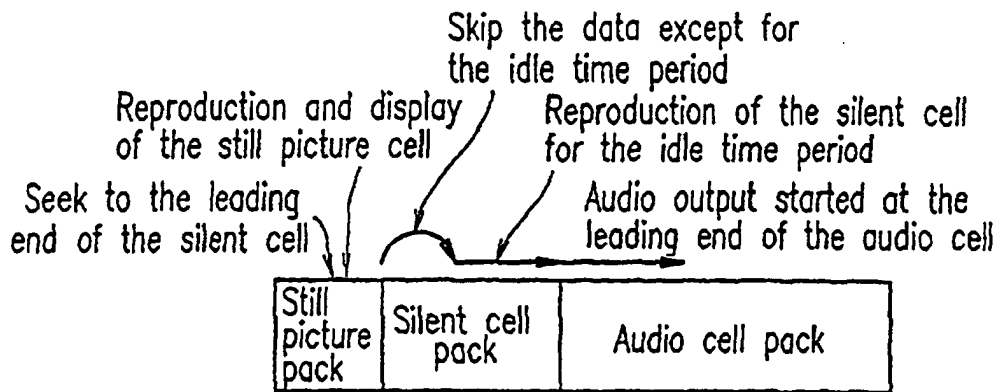 Skip the data except for
the idle time period
Reproduction and display
of the still picture cell
Reproduction of the silent cell
for the idle time period
Seek to the leading
end of the silent cell
Audio output started at the
leading end of the audio cell
Still
picture
pack
Silent cell
pack
Audio cell pack